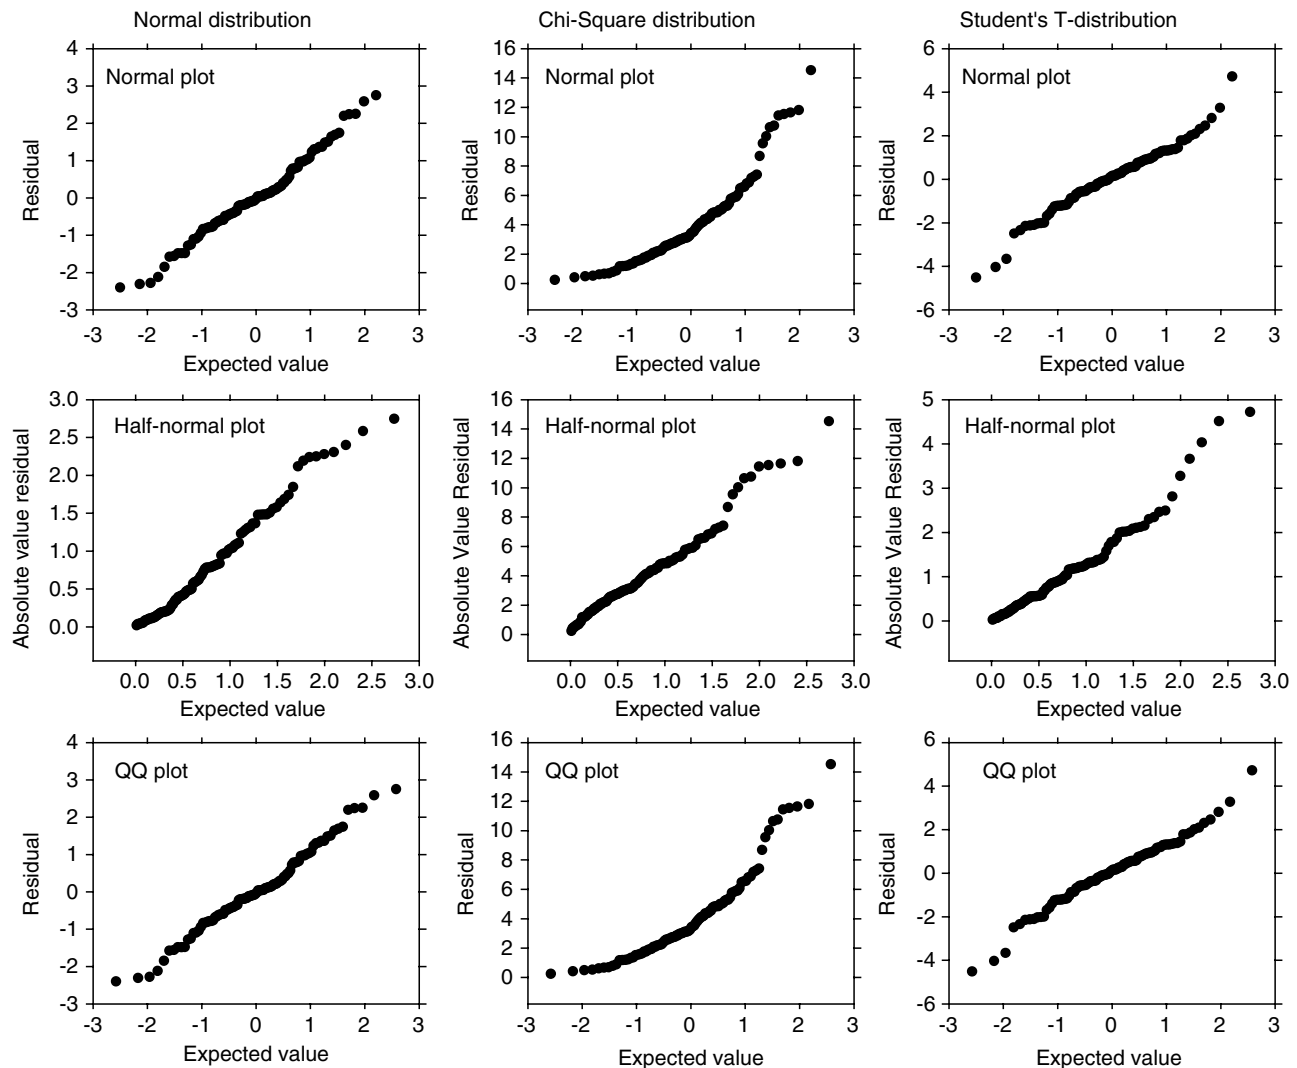 Normal distribution
Chi-Square distribution
Student's T-distribution
4
3
2
1
0
-1
-2
-3
Residual
Normal plot
-3 -2 -1 0 1 2 3
Expected value
16
14
12
10
8
6
4
2
0
Residual
Normal plot
-3 -2 -1 0 1 2 3
Expected value
6
4
2
0
-2
-4
-6
Residual
Normal plot
-3 -2 -1 0 1 2 3
Expected value
3.0
2.5
2.0
1.5
1.0
0.5
0.0
Absolute value residual
Half-normal plot
0.0 0.5 1.0 1.5 2.0 2.5 3.0
Expected value
16
14
12
10
8
6
4
2
0
Absolute Value Residual
Half-normal plot
0.0 0.5 1.0 1.5 2.0 2.5 3.0
Expected value
5
4
3
2
1
0
Absolute Value Residual
Half-normal plot
0.0 0.5 1.0 1.5 2.0 2.5 3.0
Expected value
4
3
2
1
0
-1
-2
-3
Residual
QQ plot
-3 -2 -1 0 1 2 3
Expected value
16
14
12
10
8
6
4
2
0
Residual
QQ plot
-3 -2 -1 0 1 2 3
Expected value
6
4
2
0
-2
-4
-6
Residual
QQ plot
-3 -2 -1 0 1 2 3
Expected value